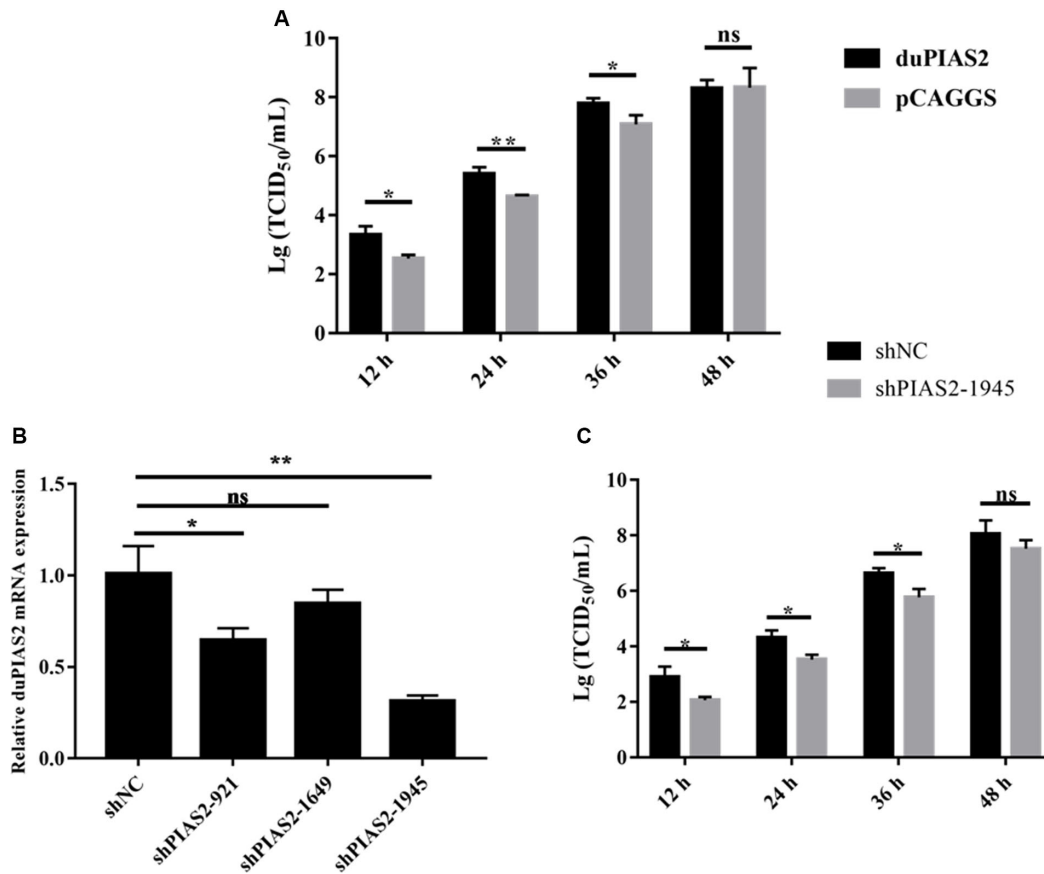 A
Lg (TCID50/mL)
10
8
6
4
2
0
*
**
*
ns
12 h
24 h
36 h
48 h
duPIAS2
pCAGGS
shNC
shPIAS2-1945
B
Relative duPIAS2 mRNA expression
1.5
1.0
0.5
0.0
**
ns
*
shNC
shPIAS2-921
shPIAS2-1649
shPIAS2-1945
C
Lg (TCID50/mL)
10
8
6
4
2
0
*
*
*
ns
12 h
24 h
36 h
48 h